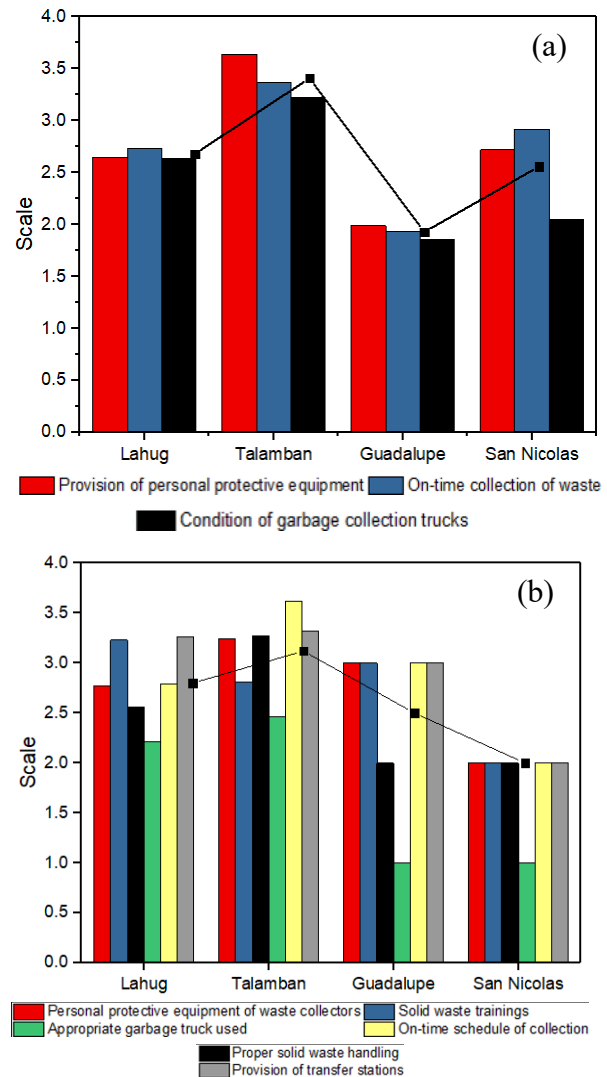 (a)
4.0
3.5
3.0
2.5
2.0
1.5
1.0
0.5
0.0
Scale
Lahug Talamban Guadalupe San Nicolas
Provision of personal protective equipment On-time collection of waste
Condition of garbage collection trucks
(b)
4.0
3.5
3.0
2.5
2.0
1.5
1.0
0.5
0.0
Scale
Lahug Talamban Guadalupe San Nicolas
Personal protective equipment of waste collectors Solid waste trainings
Appropriate garbage truck used On-time schedule of collection
Proper solid waste handling
Provision of transfer stations